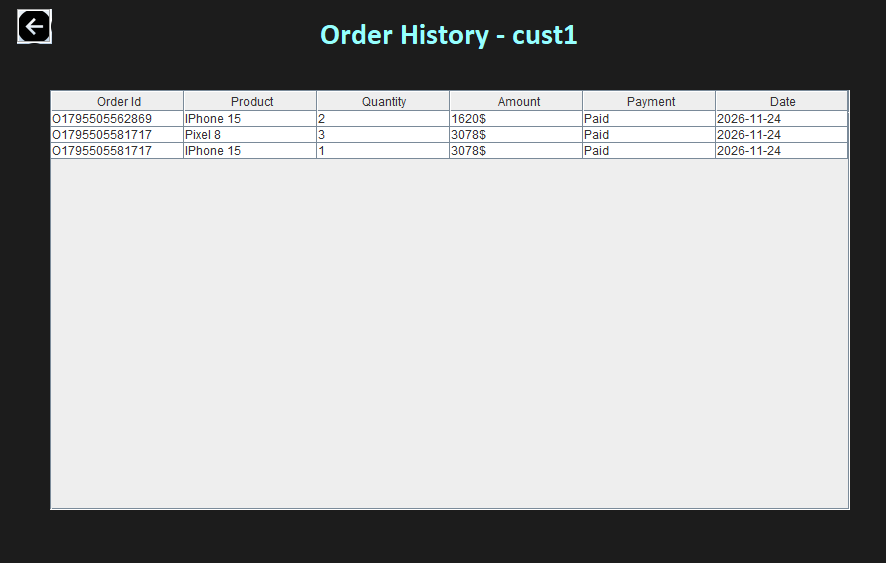 Order History - cust1
Order Id Product Quantity Amount Payment Date
O1795505562869 IPhone 15 2 1620$ Paid 2026-11-24
O1795505581717 Pixel 8 3 3078$ Paid 2026-11-24
O1795505581717 IPhone 15 1 3078$ Paid 2026-11-24